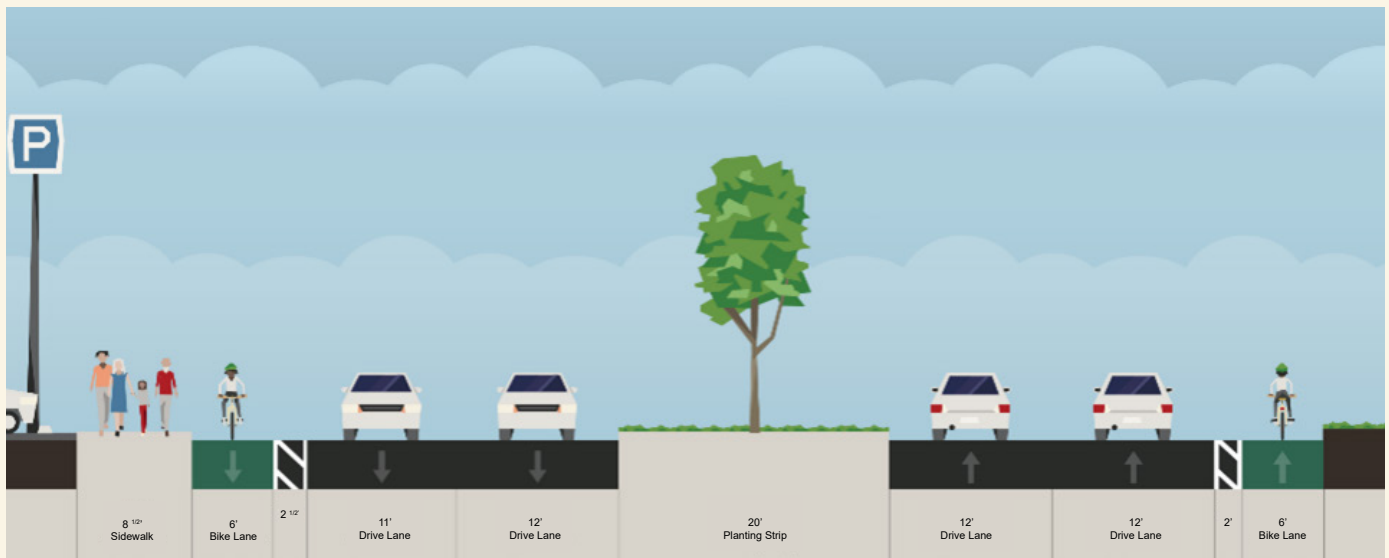 P
8 1/2'
Sidewalk
6'
Bike Lane
2 1/2'
11'
Drive Lane
12'
Drive Lane
20'
Planting Strip
12'
Drive Lane
12'
Drive Lane
2'
6'
Bike Lane